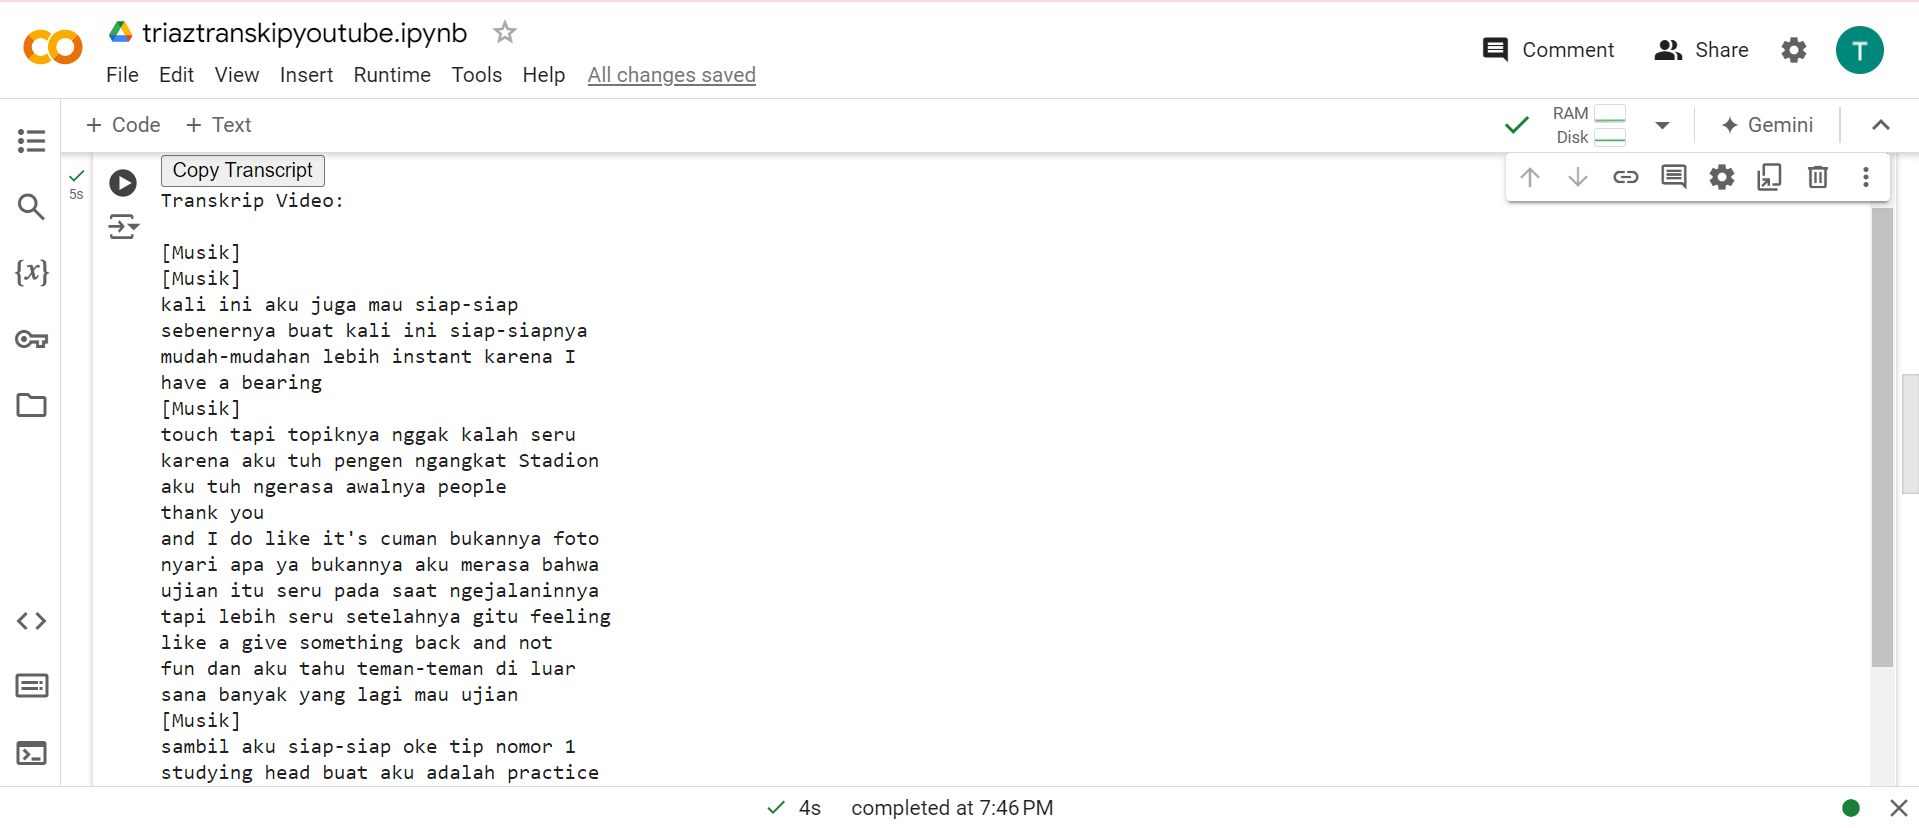 triaztranskipyoutube.ipynb
Comment
Share
T
File Edit View Insert Runtime Tools Help All changes saved
+ Code + Text
RAM
Disk
Gemini
5s
Copy Transcript
Transkrip Video:
[Musik]
[Musik]
kali ini aku juga mau siap-siap
sebenernya buat kali ini siap-siapnya
mudah-mudahan lebih instant karena I
have a bearing
[Musik]
touch tapi topiknya nggak kalah seru
karena aku tuh pengen ngangkat Stadion
aku tuh ngerasa awalnya people
thank you
and I do like it's cuman bukannya foto
nyari apa ya bukannya aku merasa bahwa
ujian itu seru pada saat ngejalaninnya
tapi lebih seru setelahnya gitu feeling
like a give something back and not
fun dan aku tahu teman-teman di luar
sana banyak yang lagi mau ujian
[Musik]
sambil aku siap-siap oke tip nomor 1
studying head buat aku adalah practice
{x}
4s completed at 7:46 PM